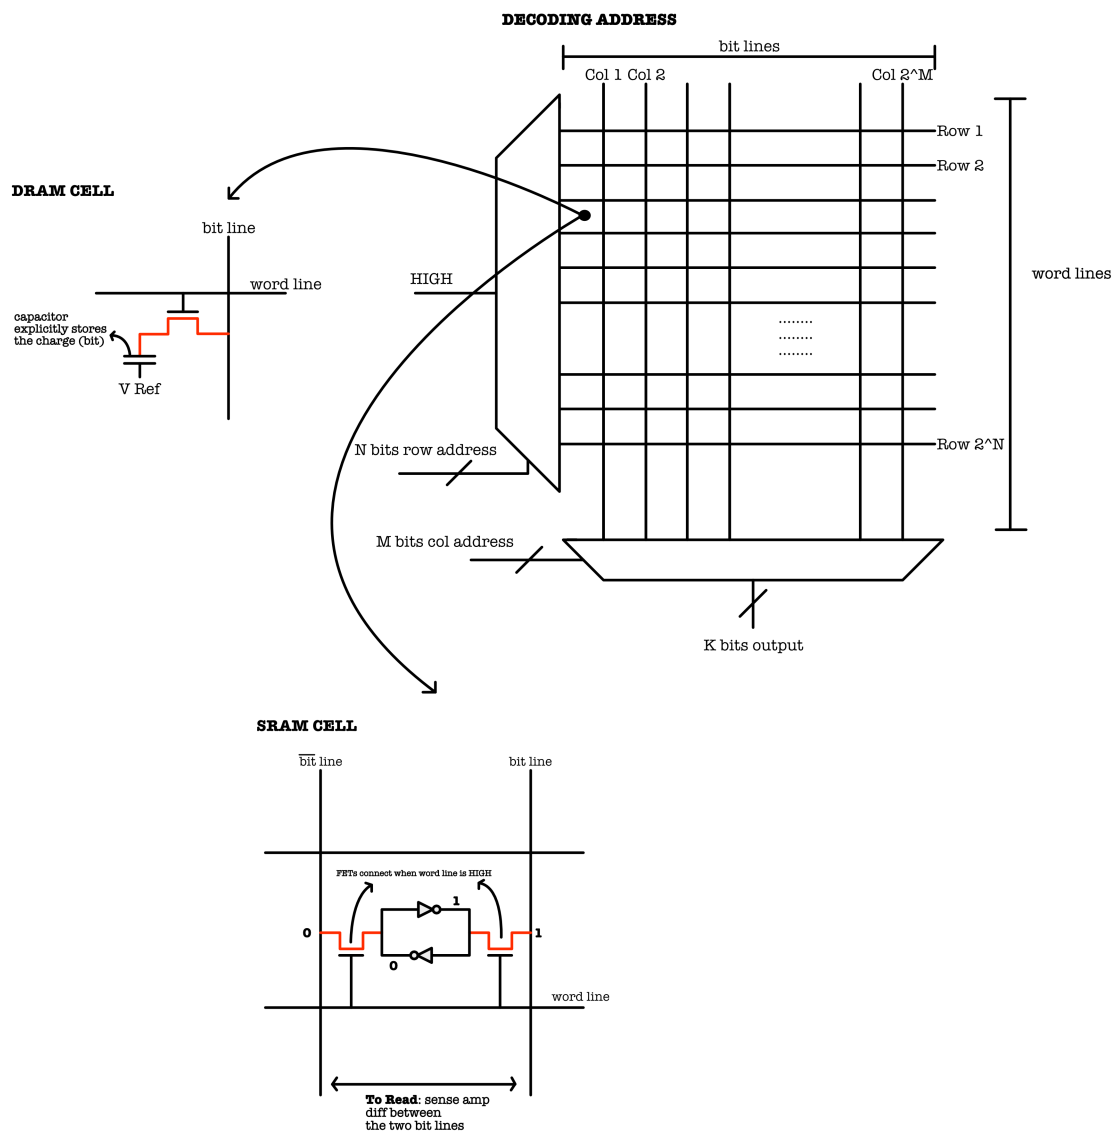 DECODING ADDRESS
bit lines
Col 1 Col 2 Col 2^M
Row 1
Row 2
DRAM CELL
bit line
word line
HIGH
word lines
capacitor
explicitly stores
the charge (bit)
V Ref
........
........
........
Row 2^N
N bits row address
M bits col address
K bits output
SRAM CELL
bit line
bit line
FETs connect when word line is HIGH
1
0
1
0
word line
To Read: sense amp
diff between
the two bit lines